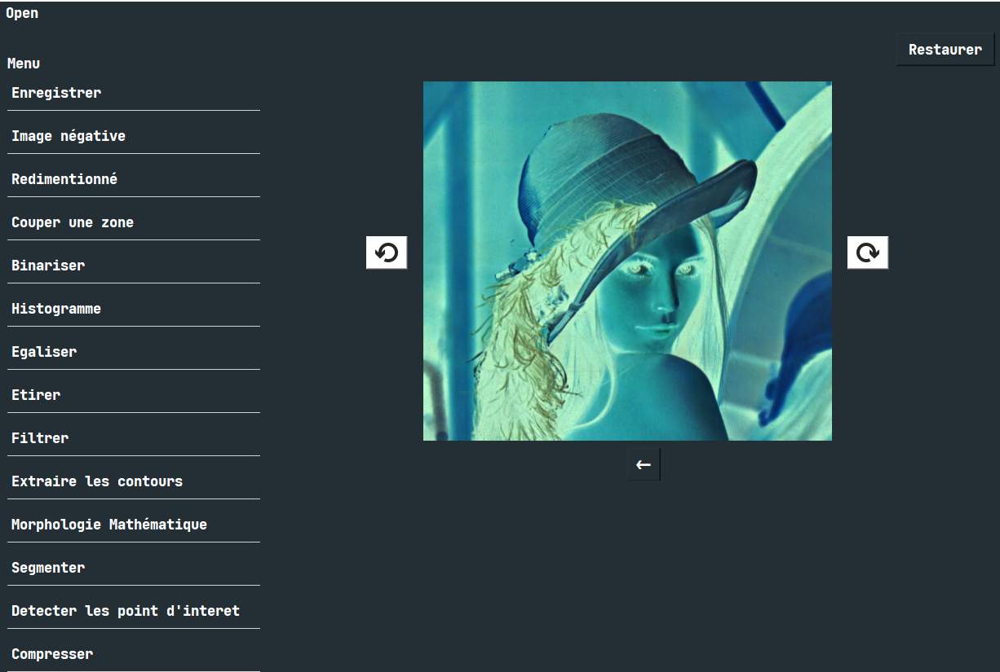 Open
Restaurer
Menu
Enregistrer
Image négative
Redimentionné
Couper une zone
Binariser
Histogramme
Egaliser
Etirer
Filtrer
Extraire les contours
Morphologie Mathématique
Segmenter
Detecter les point d'interet
Compresser